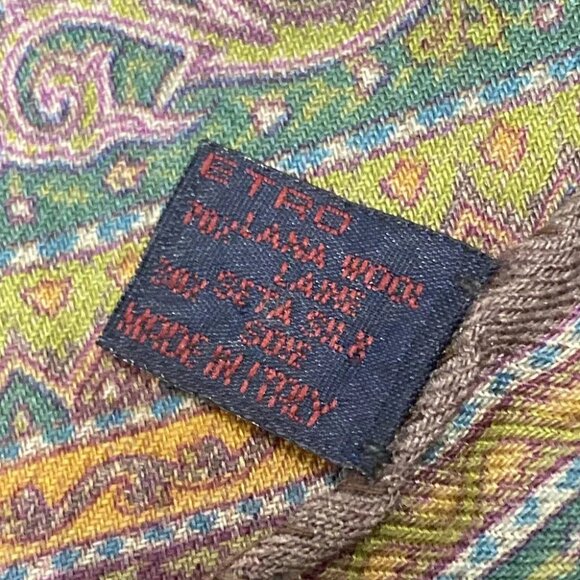 ETRO
70% LANA WOOL
LAINE
30% SETA SILK
SOIE
MADE IN ITALY